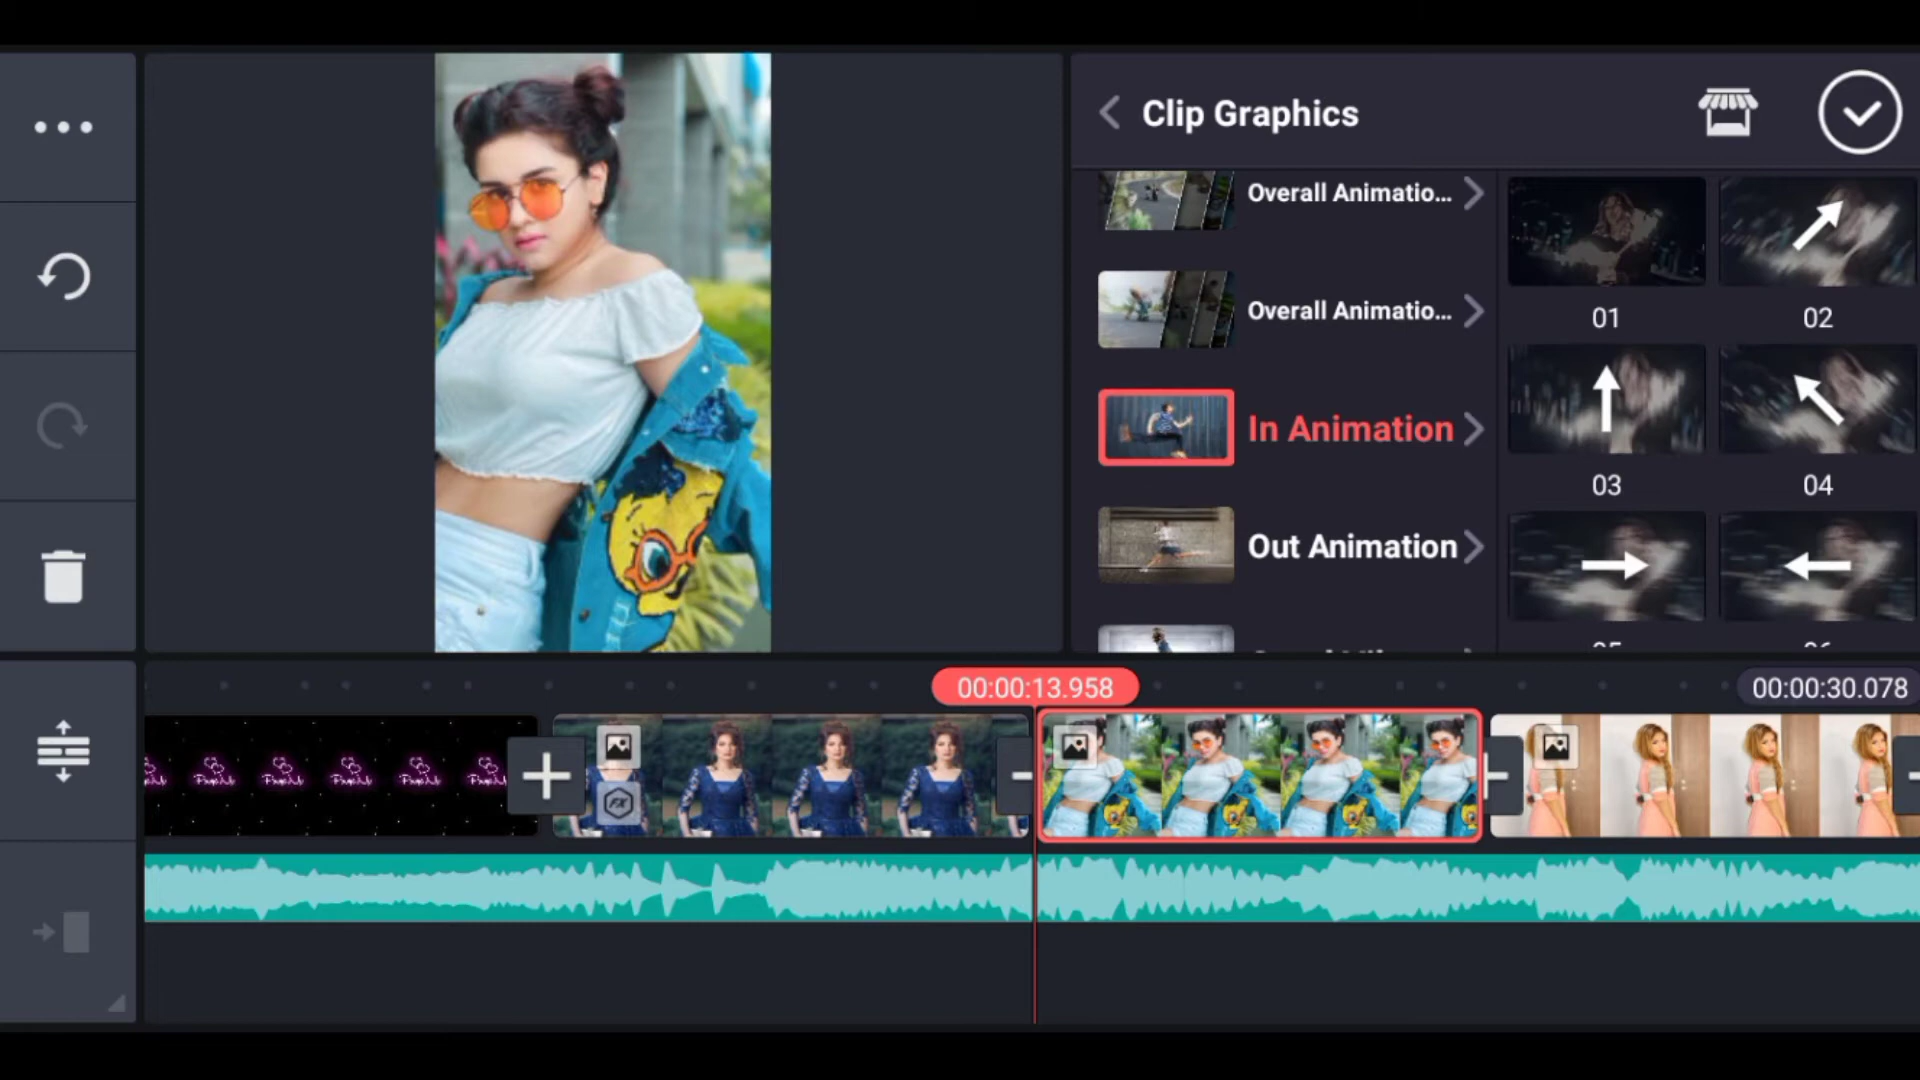 Clip Graphics
Overall Animatio...
Overall Animatio...
In Animation
Out Animation
01
02
03
04
00:00:13.958
00:00:30.078
FX